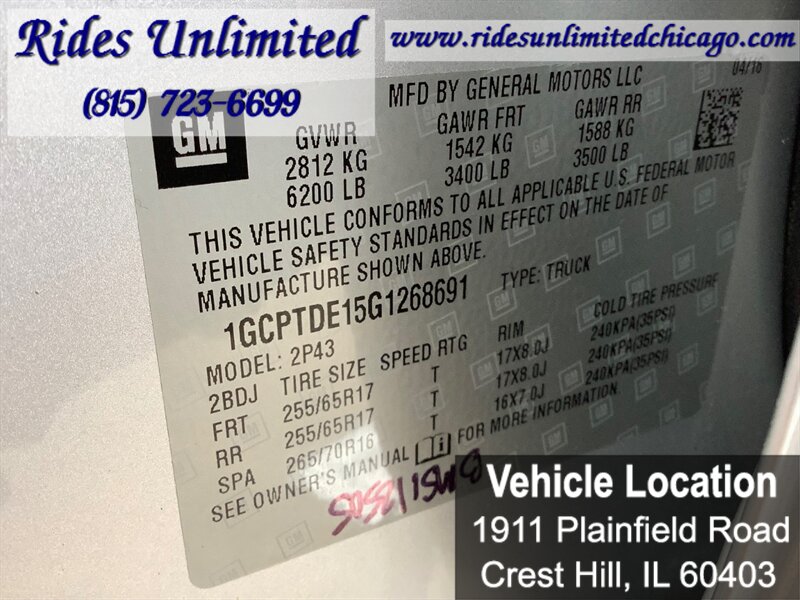 Rides Unlimited
(815) 723-6699
www.ridesunlimitedchicago.com
MFD BY GENERAL MOTORS LLC
04/16
GM
GVWR
2812 KG
6200 LB
GAWR FRT
1542 KG
3400 LB
GAWR RR
1588 KG
3500 LB
THIS VEHICLE CONFORMS TO ALL APPLICABLE U.S. FEDERAL MOTOR
VEHICLE SAFETY STANDARDS IN EFFECT ON THE DATE OF
MANUFACTURE SHOWN ABOVE.
1GCPTDE15G1268691
TYPE: TRUCK
MODEL: 2P43
2BDJ TIRE SIZE SPEED RTG RIM COLD TIRE PRESSURE
FRT 255/65R17 T 17X8.0J 240KPA(35PSI)
RR 255/65R17 T 17X8.0J 240KPA(35PSI)
SPA 265/70R16 T 16X7.0J 240KPA(35PSI)
SEE OWNER'S MANUAL FOR MORE INFORMATION.
Vehicle Location
1911 Plainfield Road
Crest Hill, IL 60403